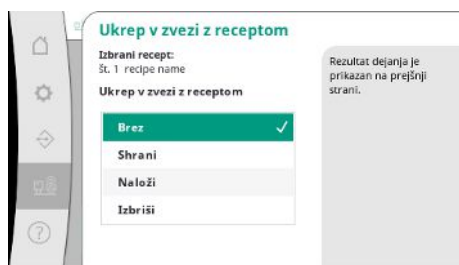 Ukrep v zvezi z receptom
Izbrani recept:
št. 1 recipe name
Ukrep v zvezi z receptom
Brez
Shrani
Naloži
Izbriši
Rezultat dejanja je
prikazan na prejšnji
strani.